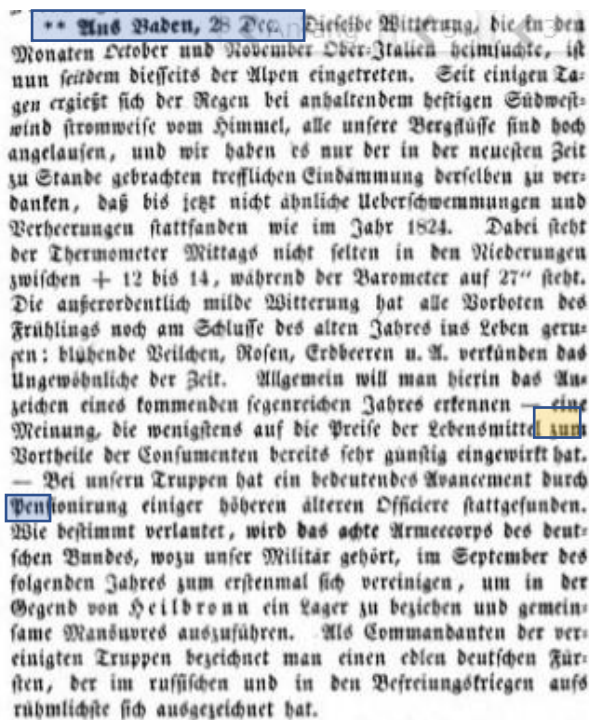 ** Aus Baden, 28 Dec. Dieselbe Witterung, die in den
Monaten October und November Ober-Italien heimsuchte, ist
nun seitdem diesseits der Alpen eingetreten. Seit einigen Ta-
gen ergießt sich der Regen bei anhaltendem heftigen Südwest-
wind stromweise vom Himmel, alle unsere Bergflüsse sind hoch
angelaufen, und wir haben es nur der in der neuesten Zeit
zu Stande gebrachten trefflichen Eindämmung derselben zu ver-
danken, daß bis jetzt nicht ähnliche Ueberschwemmungen und
Verheerungen stattfanden wie im Jahr 1824. Dabei steht
der Thermometer Mittags nicht selten in den Niederungen
zwischen + 12 bis 14, während der Barometer auf 27" steht.
Die außerordentlich milde Witterung hat alle Vorboten des
Frühlings noch am Schlusse des alten Jahres ins Leben geru-
fen: blühende Veilchen, Rosen, Erdbeeren u. A. verkünden das
Ungewöhnliche der Zeit. Allgemein will man hierin das An-
zeichen eines kommenden segenreichen Jahres erkennen — eine
Meinung, die wenigstens auf die Preise der Lebensmittel zum
Vortheile der Consumenten bereits sehr günstig eingewirkt hat.
— Bei unsern Truppen hat ein bedeutendes Avancement durch
Pensionirung einiger höheren älteren Officiere stattgefunden.
Wie bestimmt verlautet, wird das achte Armeecorps des deut-
schen Bundes, wozu unser Militär gehört, im September des
folgenden Jahres zum erstenmal sich vereinigen, um in der
Gegend von Heilbronn ein Lager zu beziehen und gemein-
same Manöuvres auszuführen. Als Commandanten der ver-
einigten Truppen bezeichnet man einen edlen deutschen Für-
sten, der im russischen und in den Befreiungskriegen aufs
rühmlichste sich ausgezeichnet hat.